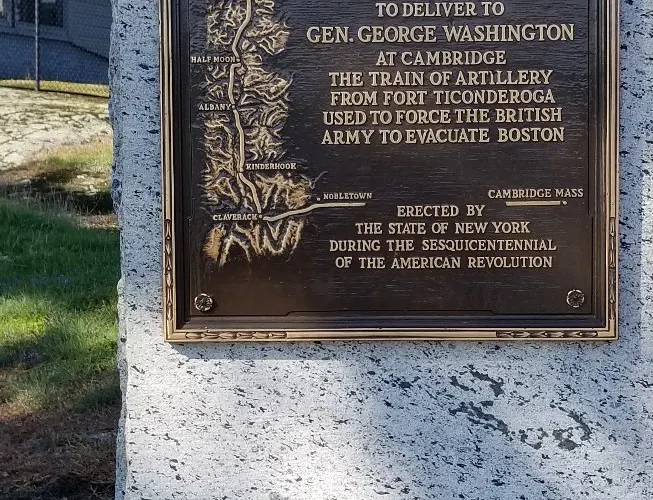 TO DELIVER TO
GEN. GEORGE WASHINGTON
AT CAMBRIDGE
THE TRAIN OF ARTILLERY
FROM FORT TICONDEROGA
USED TO FORCE THE BRITISH
ARMY TO EVACUATE BOSTON
HALF MOON
ALBANY
KINDERHOOK
NOBLETOWN
CLAVERACK
CAMBRIDGE MASS
ERECTED BY
THE STATE OF NEW YORK
DURING THE SESQUICENTENNIAL
OF THE AMERICAN REVOLUTION